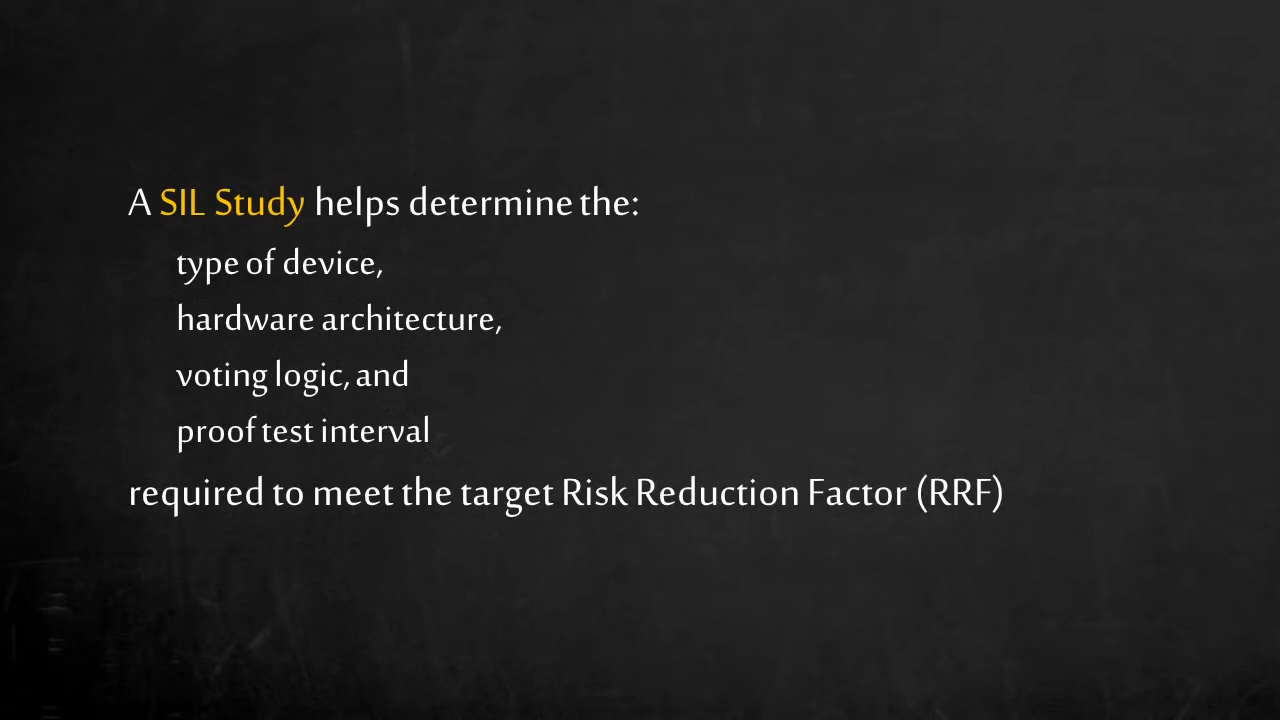 A SIL Study helps determine the:
type of device,
hardware architecture,
voting logic, and
proof test interval
required to meet the target Risk Reduction Factor (RRF)